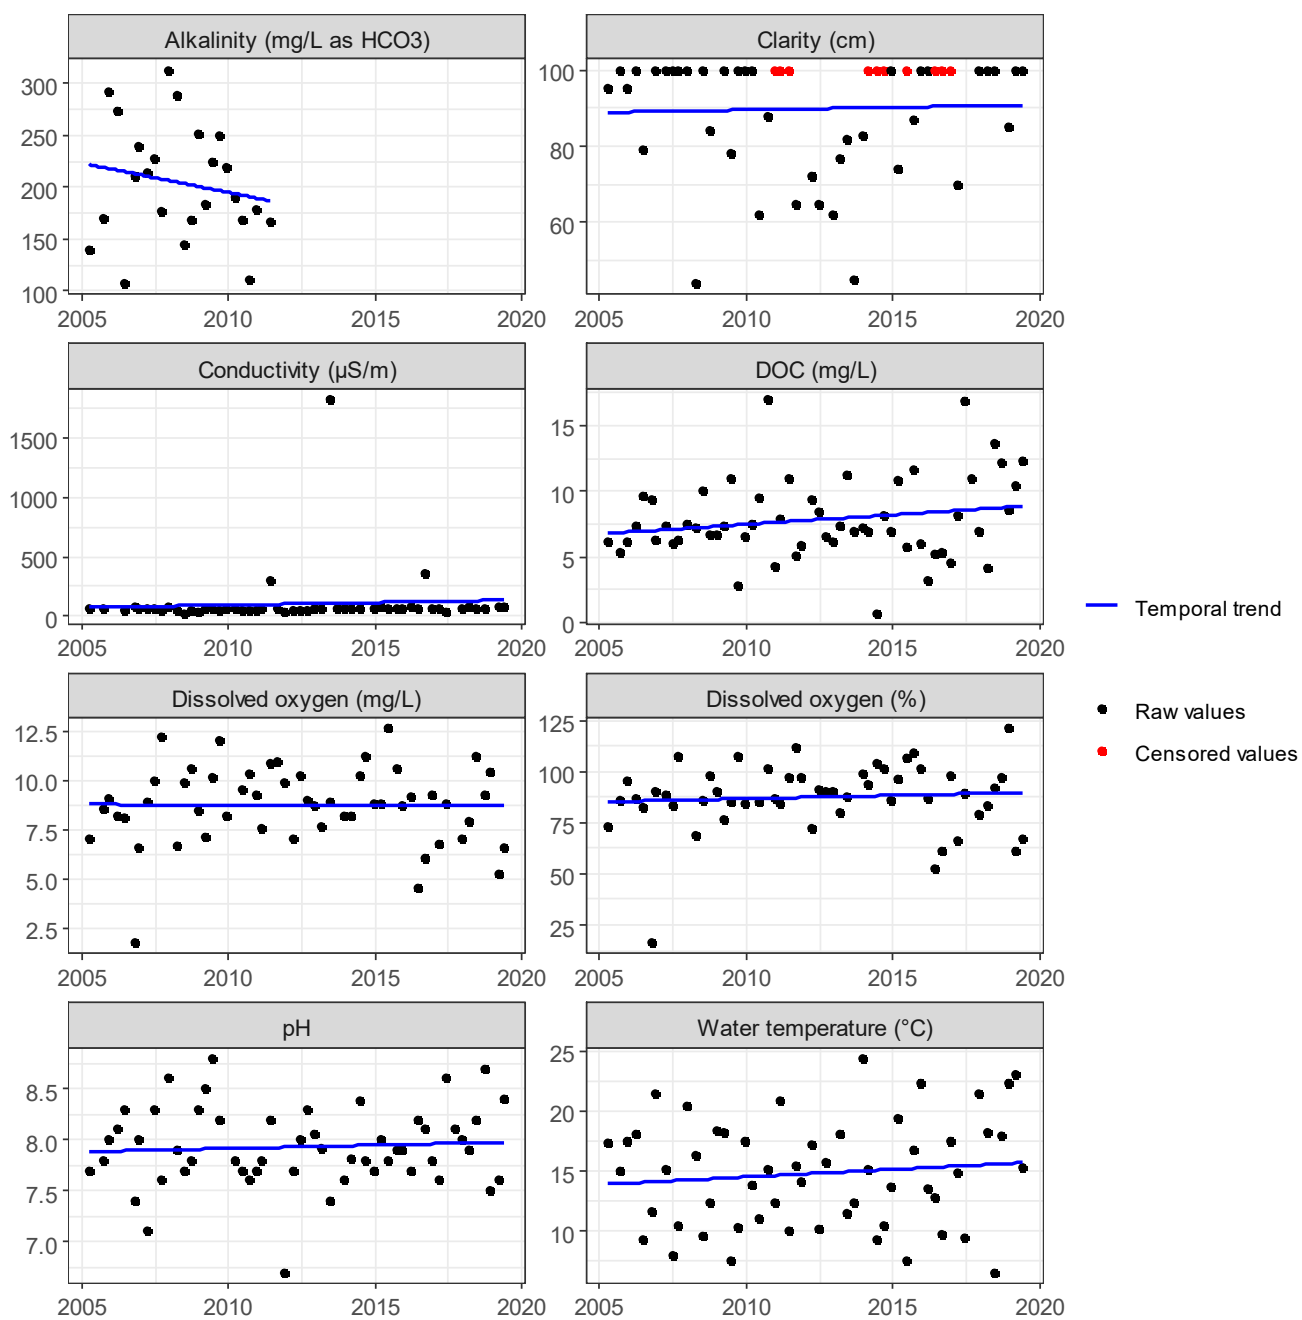 Alkalinity (mg/L as HCO3)
300
250
200
150
100
2005 2010 2015 2020
Clarity (cm)
100
80
60
2005 2010 2015 2020
Conductivity (µS/m)
1500
1000
500
0
2005 2010 2015 2020
DOC (mg/L)
15
10
5
0
2005 2010 2015 2020
Temporal trend
Raw values
Censored values
Dissolved oxygen (mg/L)
12.5
10.0
7.5
5.0
2.5
2005 2010 2015 2020
Dissolved oxygen (%)
125
100
75
50
25
2005 2010 2015 2020
pH
8.5
8.0
7.5
7.0
2005 2010 2015 2020
Water temperature (°C)
25
20
15
10
2005 2010 2015 2020